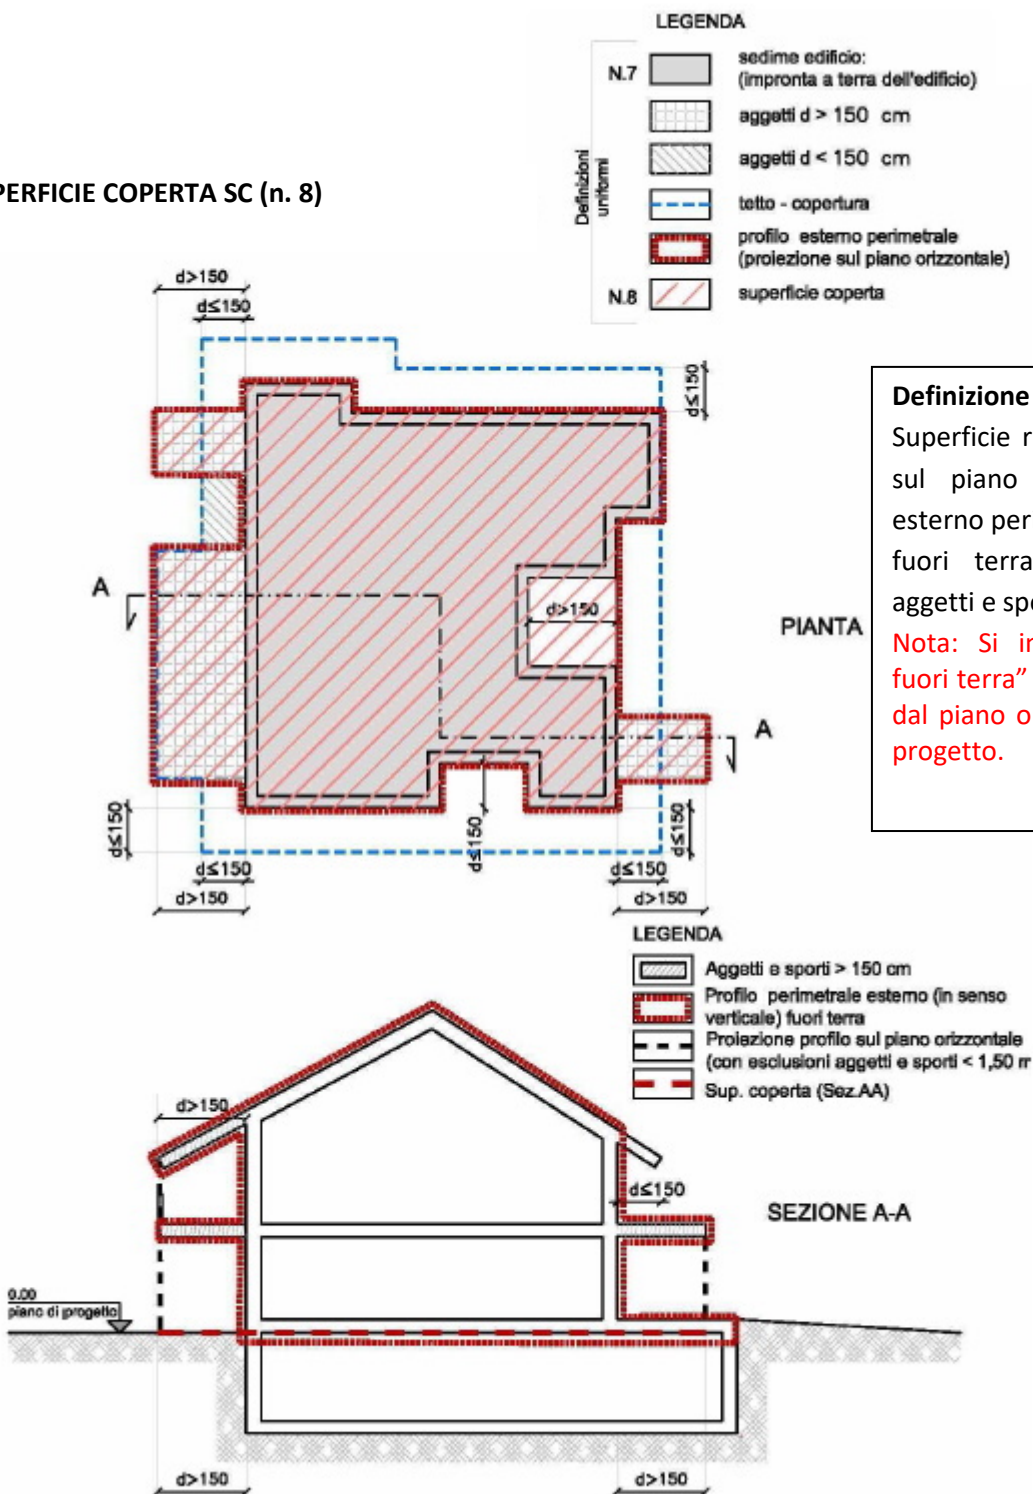 LEGENDA
N.7
sedime edificio:
(impronta a terra dell'edificio)
aggetti d > 150 cm
aggetti d < 150 cm
Definizioni
uniformi
tetto - copertura
profilo esterno perimetrale
(proiezione sul piano orizzontale)
N.8
superficie coperta
PERFICIE COPERTA SC (n. 8)
d>150
d≤150
d≤150
Definizione
Superficie r
sul piano
esterno per
fuori terra
aggetti e spo
Nota: Si in
fuori terra"
dal piano o
progetto.
A
d>150
PIANTA
A
d≤150
d≤150
d≤150
d≤150
d≤150
d>150
d>150
LEGENDA
Aggetti e sporti > 150 cm
Profilo perimetrale esterno (in senso
verticale) fuori terra
Proiezione profilo sul piano orizzontale
(con esclusioni aggetti e sporti < 1,50 m
Sup. coperta (Sez.AA)
d>150
d≤150
SEZIONE A-A
0.00
piano di progetto
d>150
d>150